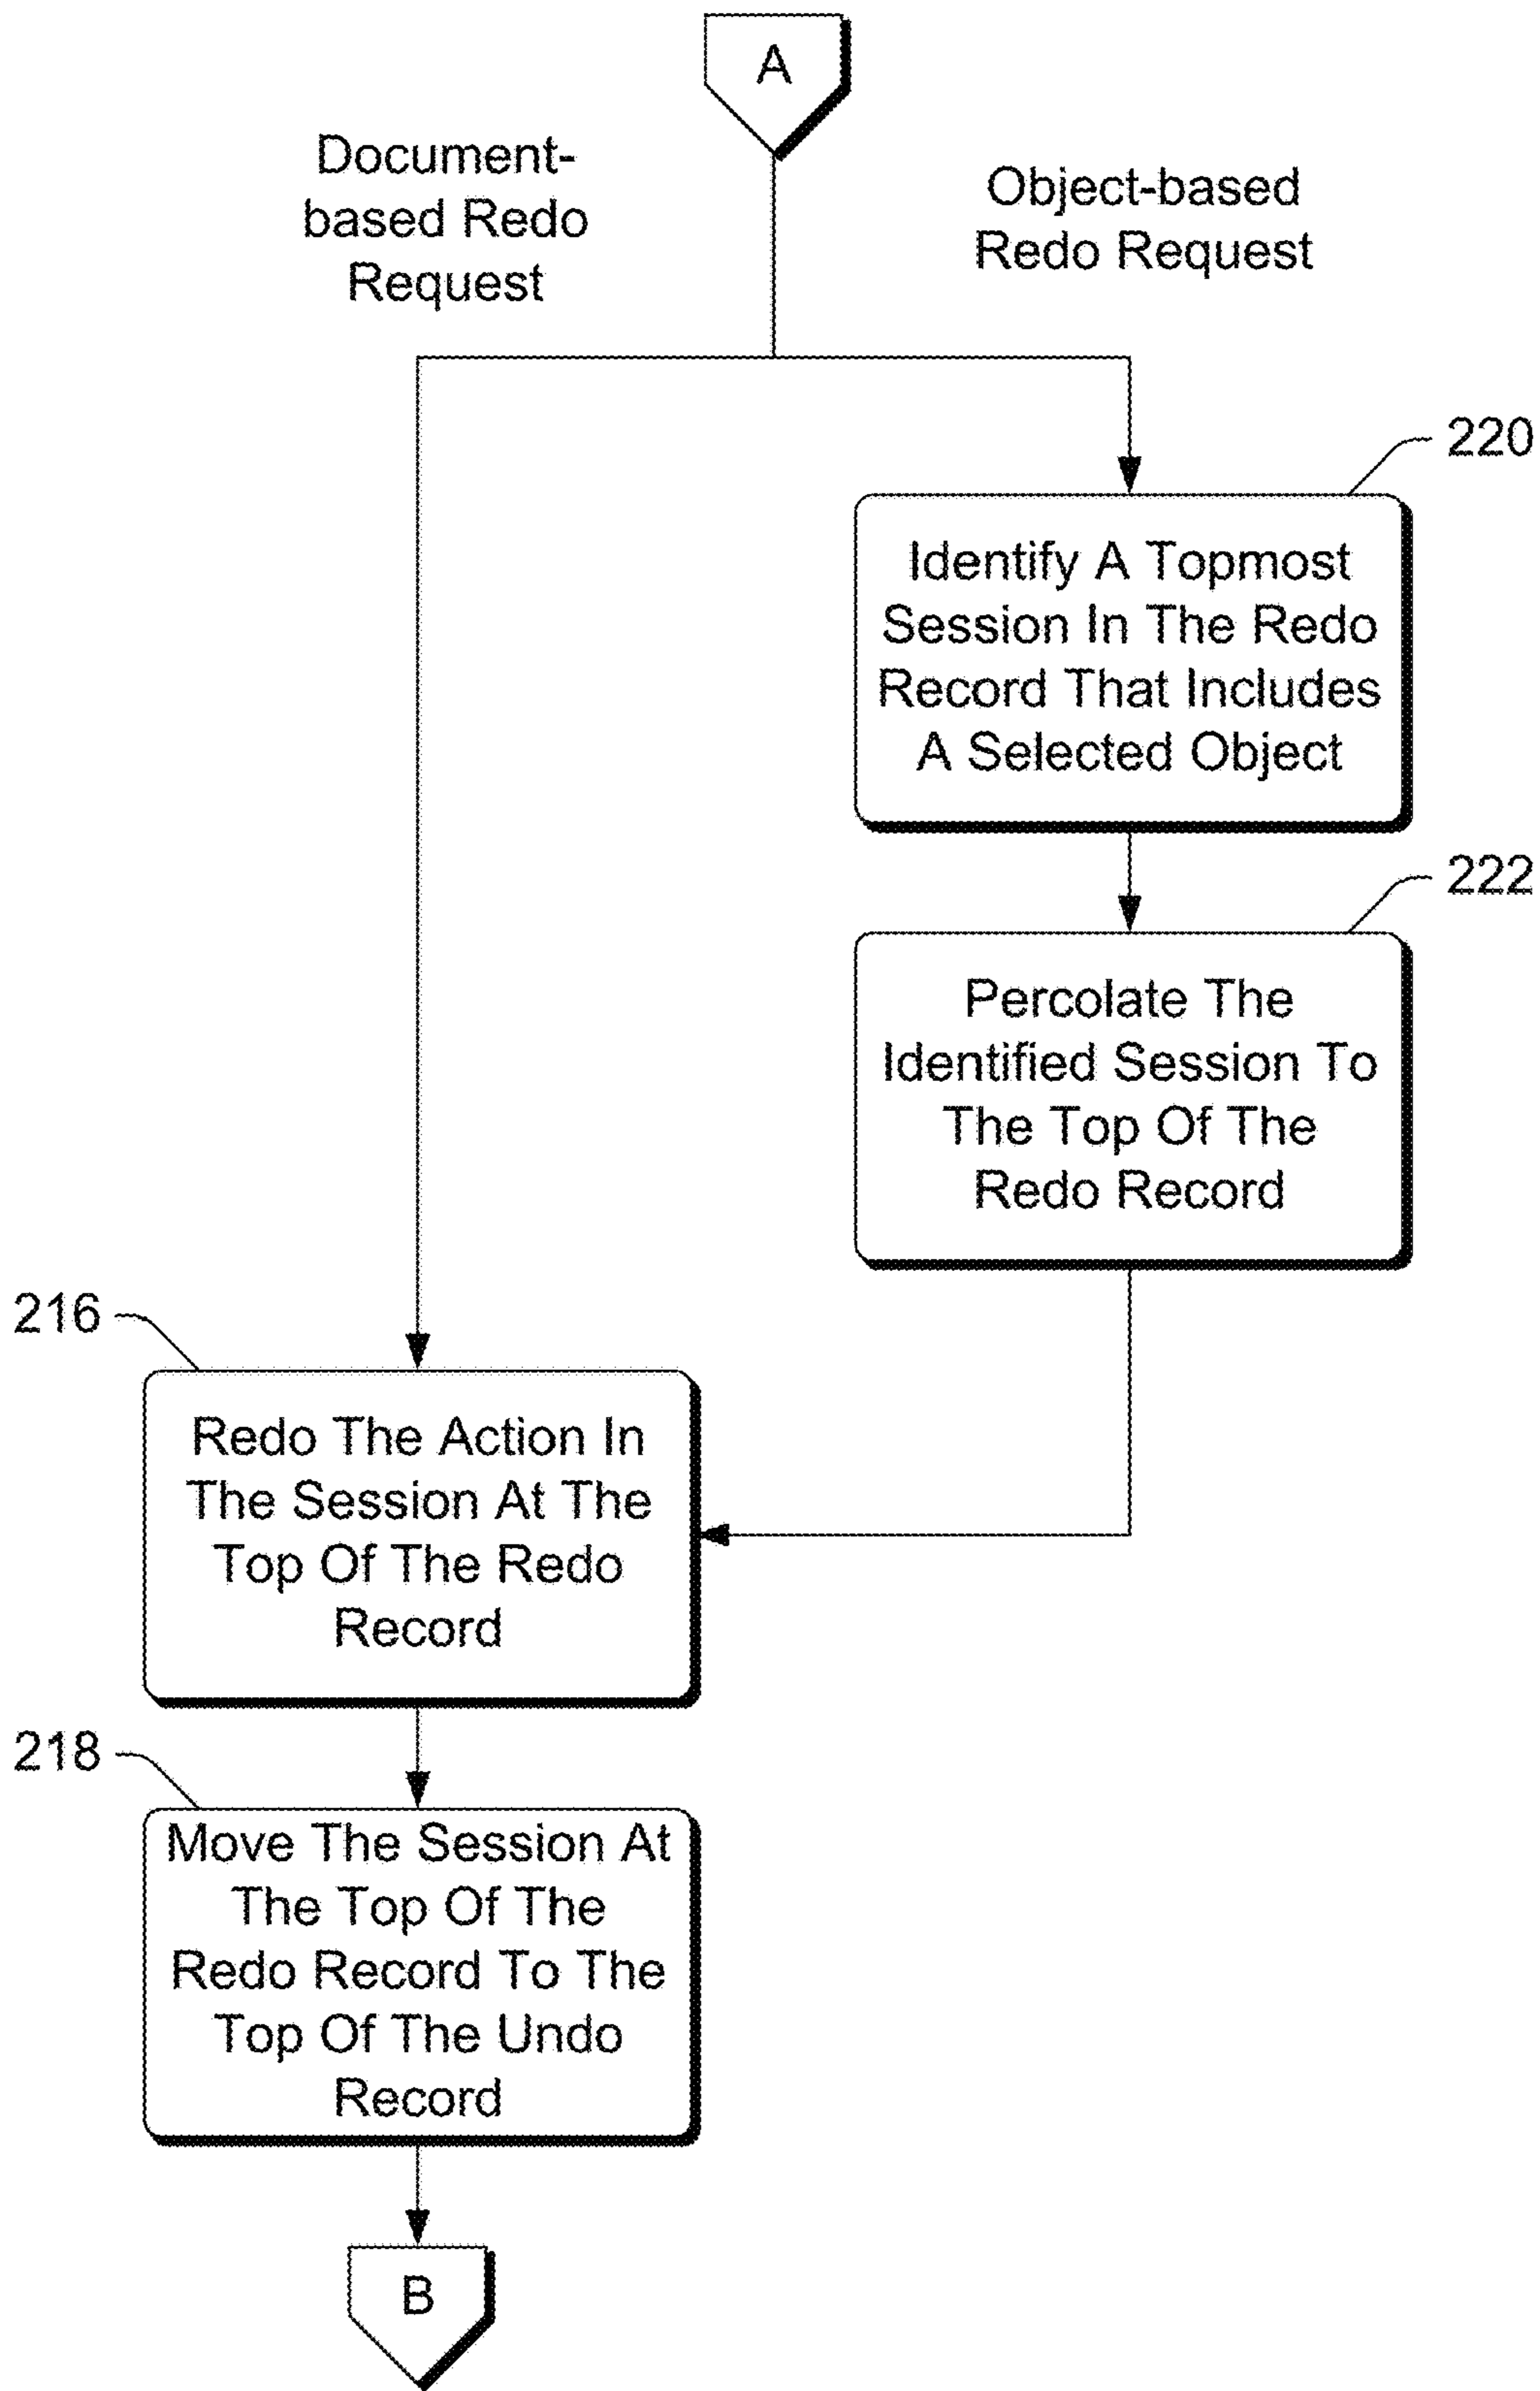 A
Document-
based Redo
Request
Object-based
Redo Request
220
Identify A Topmost
Session In The Redo
Record That Includes
A Selected Object
222
Percolate The
Identified Session To
The Top Of The
Redo Record
216
Redo The Action In
The Session At The
Top Of The Redo
Record
218
Move The Session At
The Top Of The
Redo Record To The
Top Of The Undo
Record
B